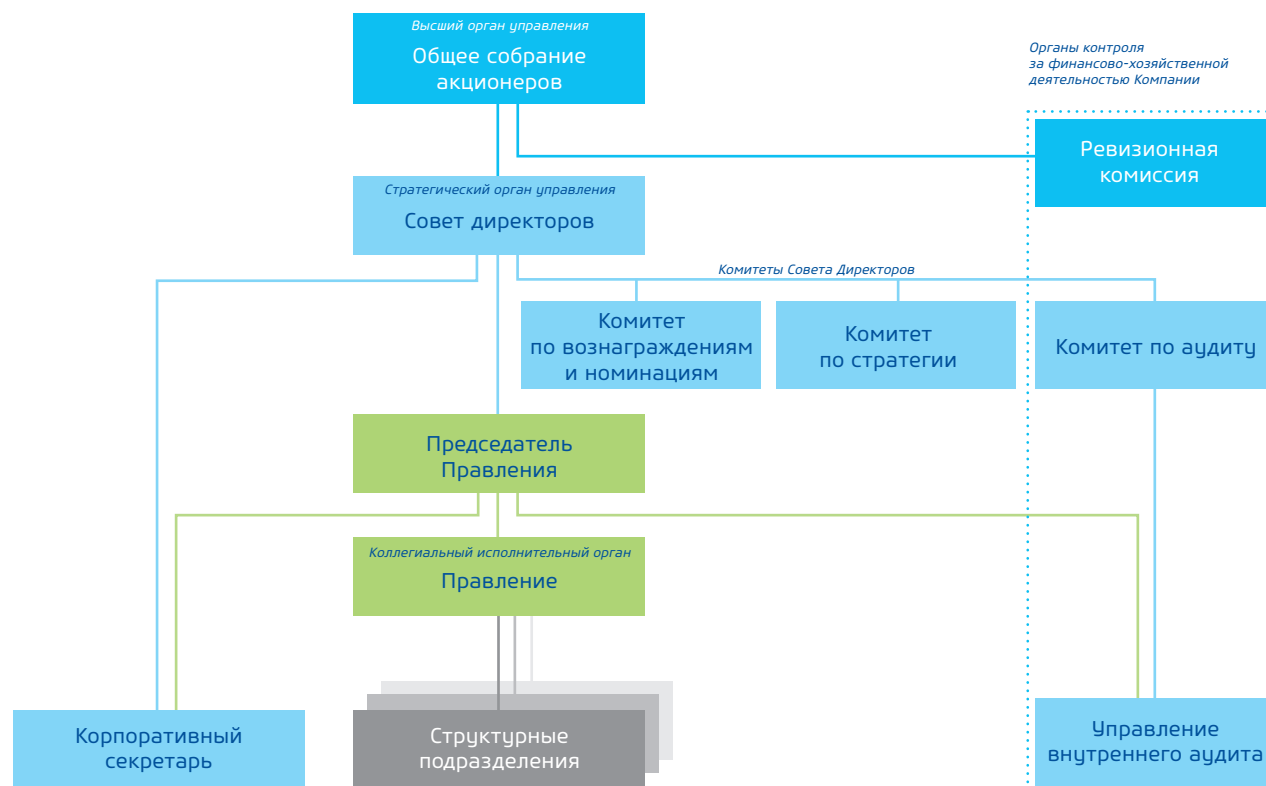 Высший орган управления
Общее собрание
акционеров
Органы контроля
за финансово-хозяйственной
деятельностью Компании
Ревизионная
комиссия
Стратегический орган управления
Совет директоров
Комитеты Совета Директоров
Комитет
по вознаграждениям
и номинациям
Комитет
по стратегии
Комитет по аудиту
Председатель
Правления
Коллегиальный исполнительный орган
Правление
Корпоративный
секретарь
Структурные
подразделения
Управление
внутреннего аудита